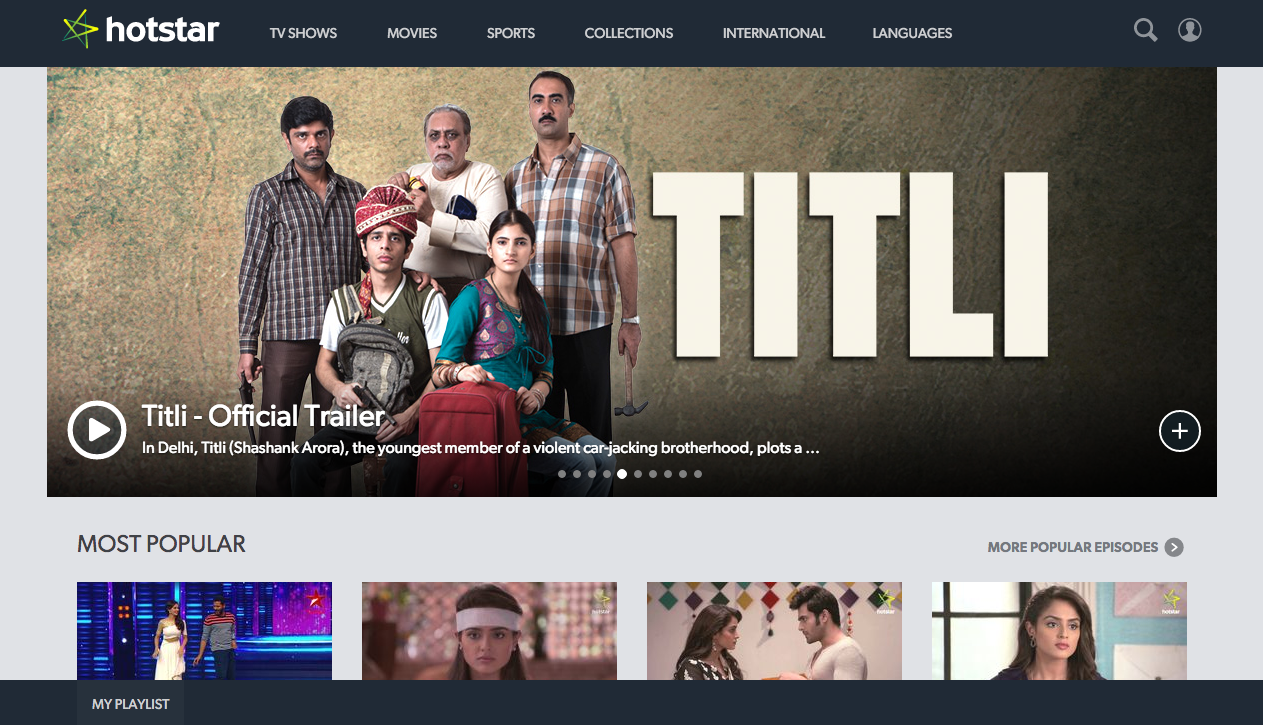 hotstar
TV SHOWS MOVIES SPORTS COLLECTIONS INTERNATIONAL LANGUAGES
TITLI
Titli - Official Trailer
In Delhi, Titli (Shashank Arora), the youngest member of a violent car-jacking brotherhood, plots a ...
MOST POPULAR
MORE POPULAR EPISODES
hotstar
hotstar
hotstar
MY PLAYLIST